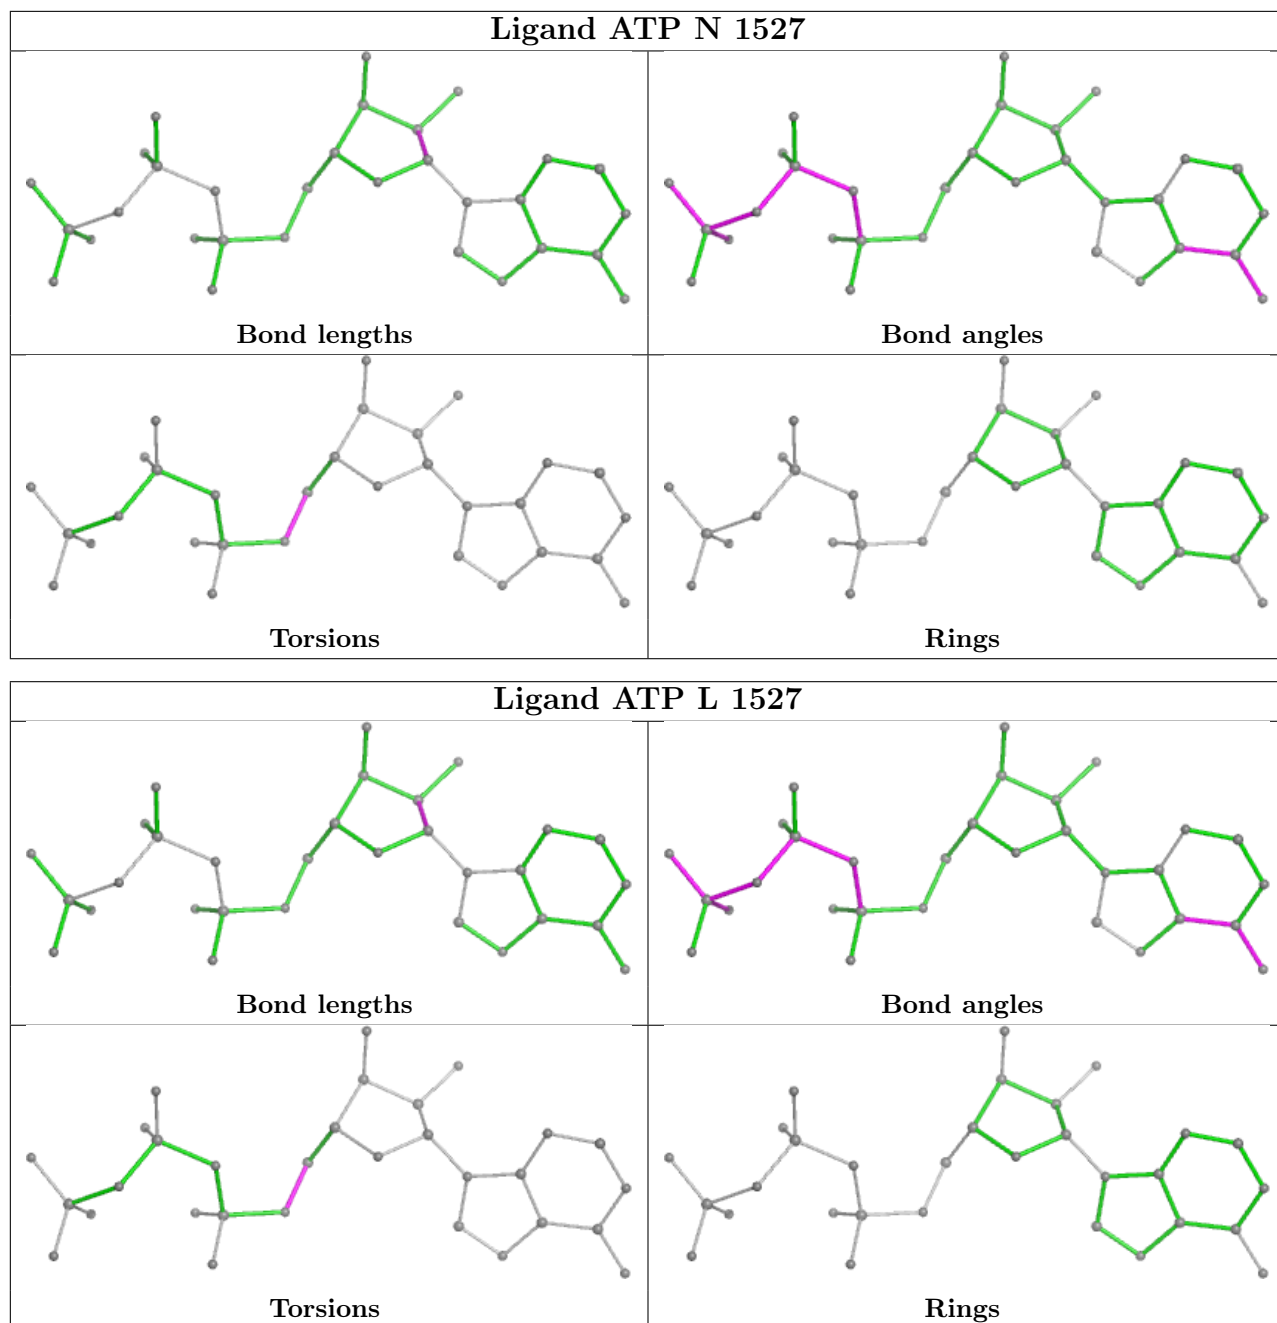 Ligand ATP N 1527
Bond lengths
Bond angles
Torsions
Rings
Ligand ATP L 1527
Bond lengths
Bond angles
Torsions
Rings